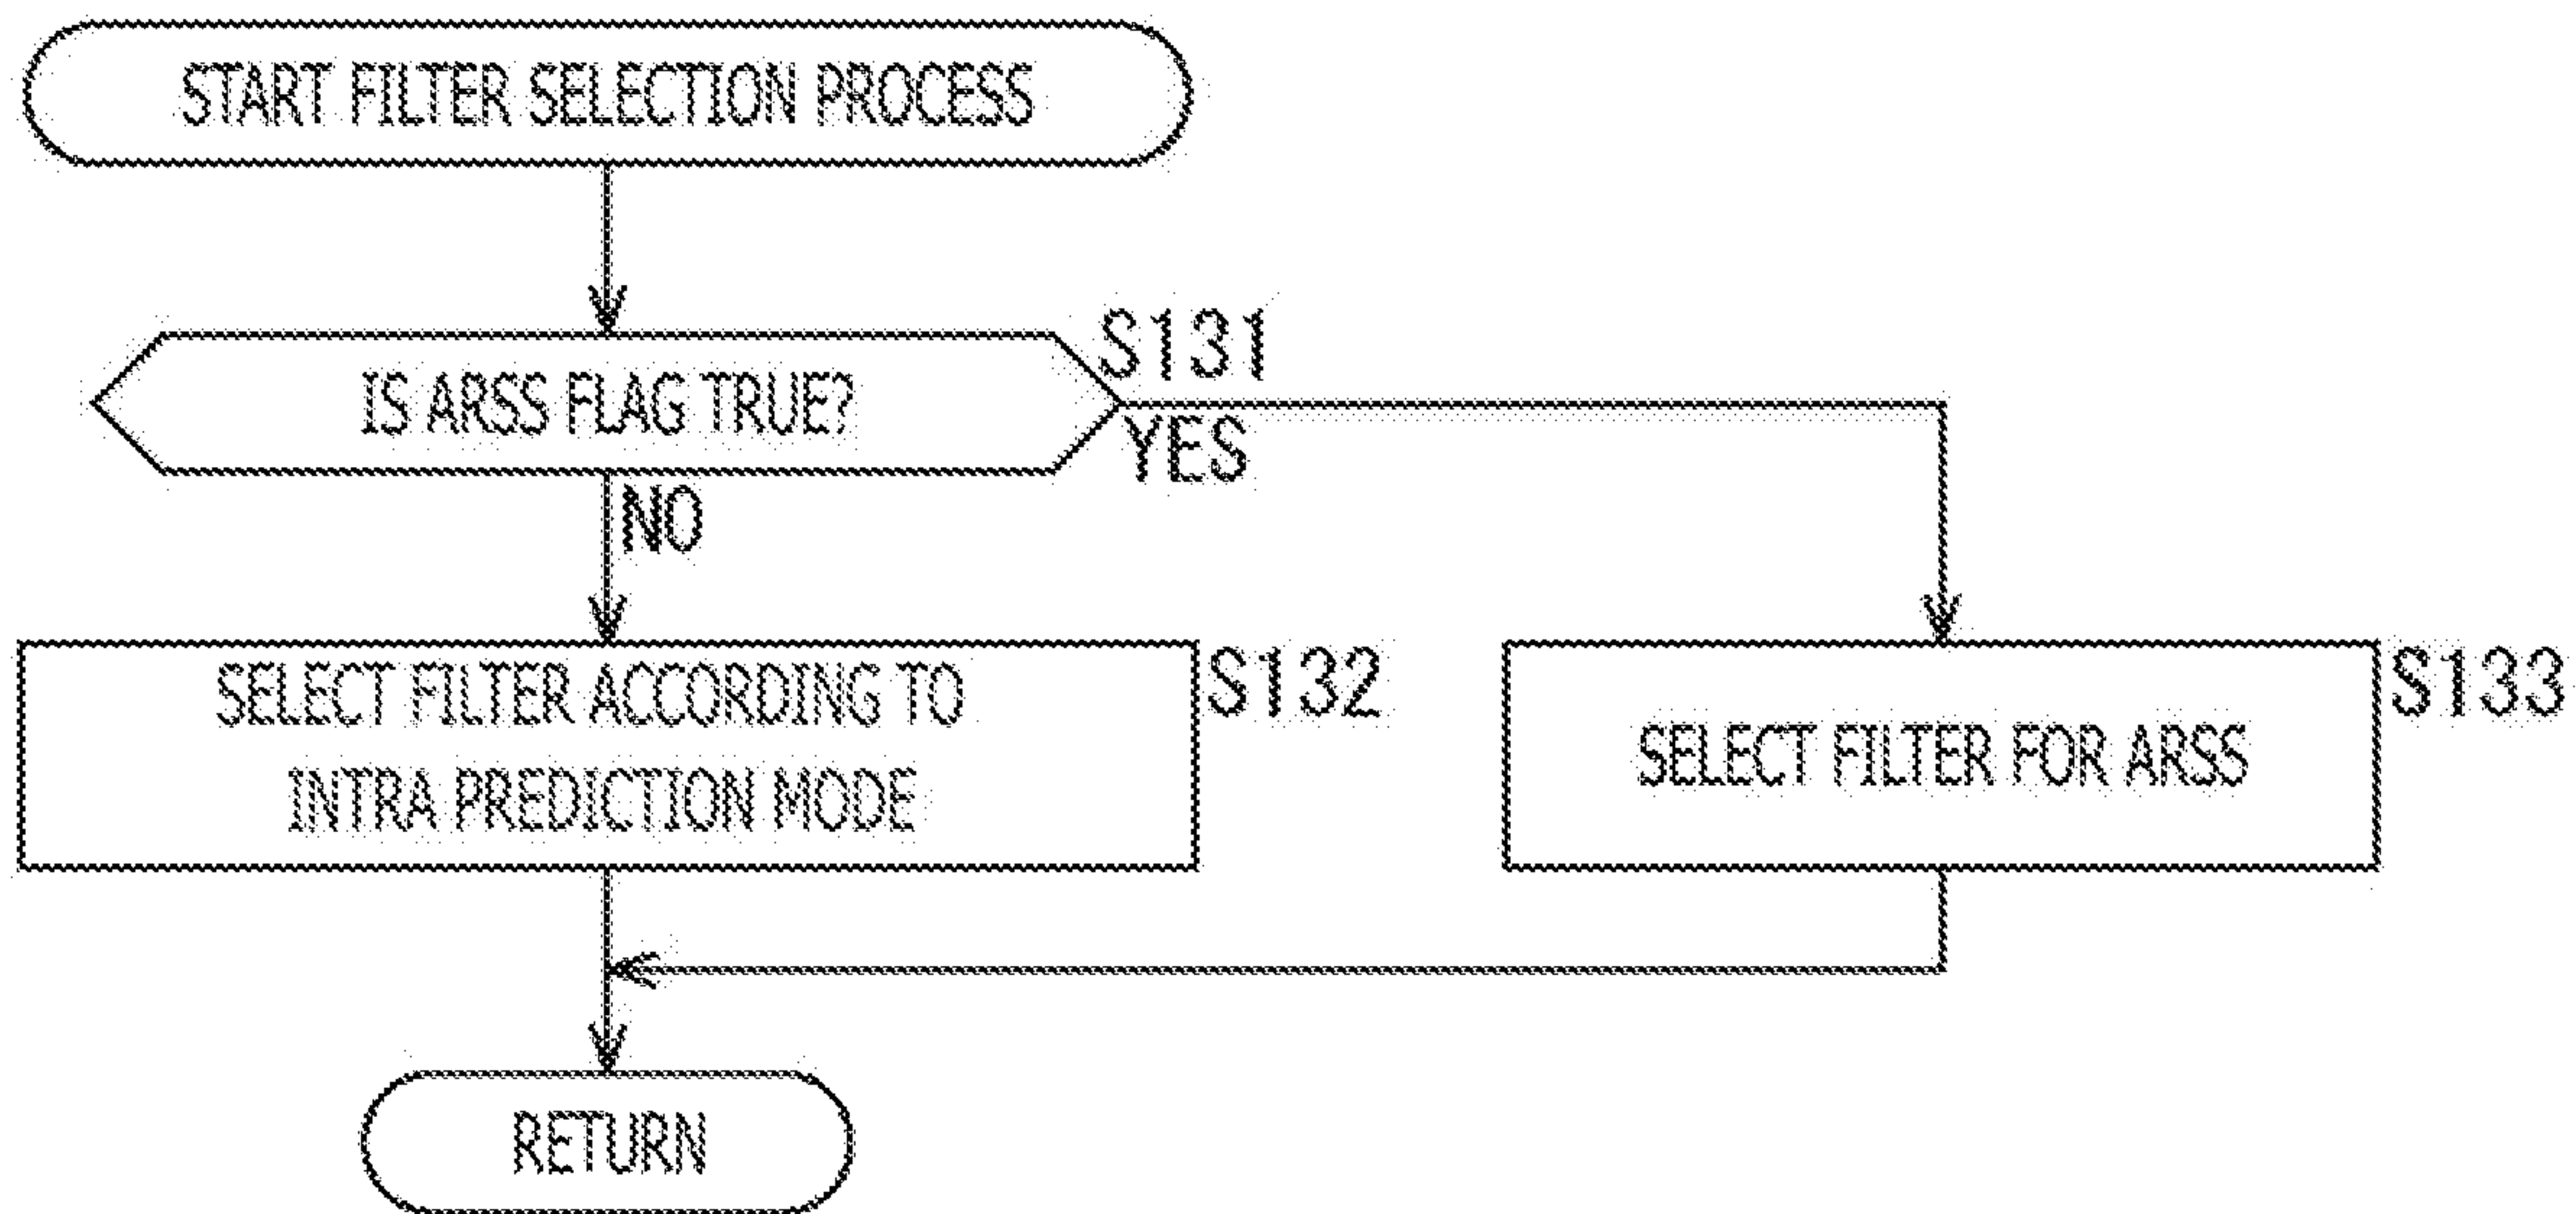 START FILTER SELECTION PROCESS
S131
IS ARSS FLAG TRUE?
YES
NO
SELECT FILTER ACCORDING TO
INTRA PREDICTION MODE
S132
SELECT FILTER FOR ARSS
S133
RETURN